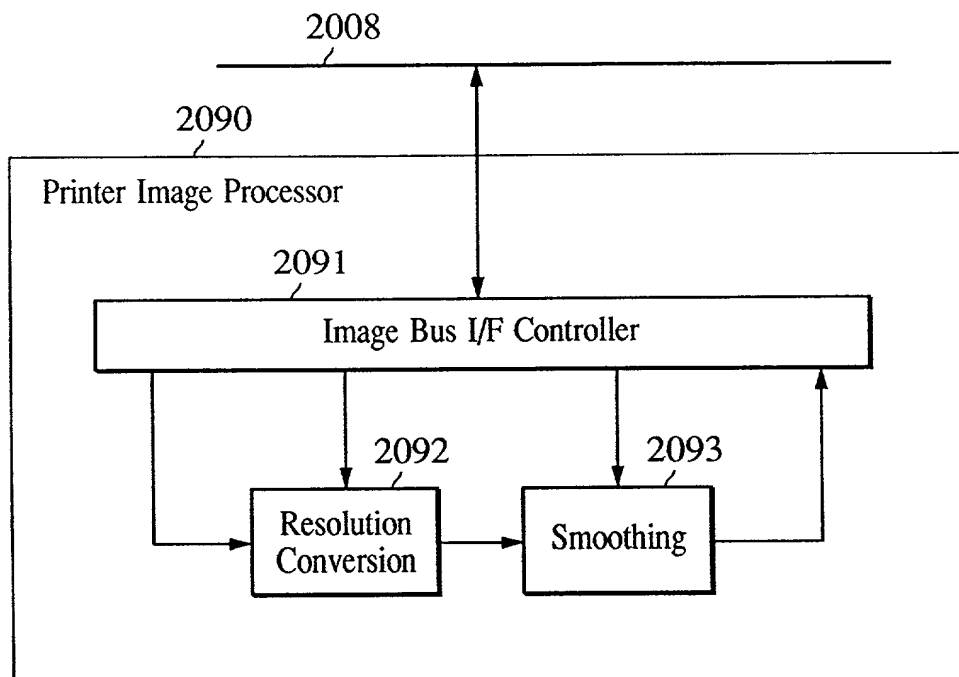 2008
2090
Printer Image Processor
2091
Image Bus I/F Controller
2092
2093
Resolution
Conversion
Smoothing